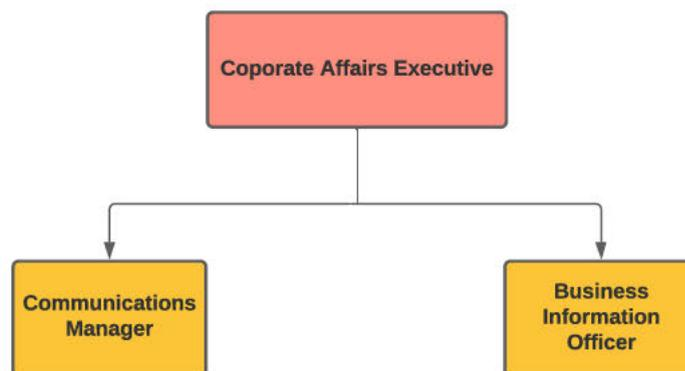 Coporate Affairs Executive
Communications
Manager
Business
Information
Officer